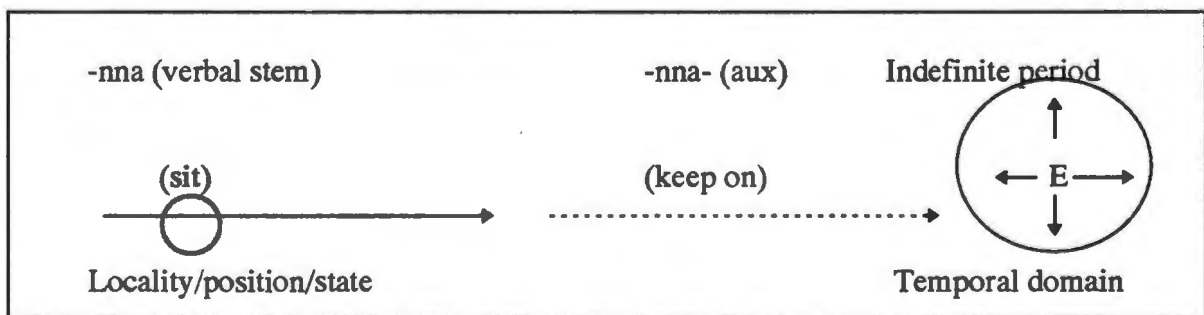 -nna (verbal stem) -nna- (aux) Indefinite period
(sit) (keep on) E
Locality/position/state Temporal domain